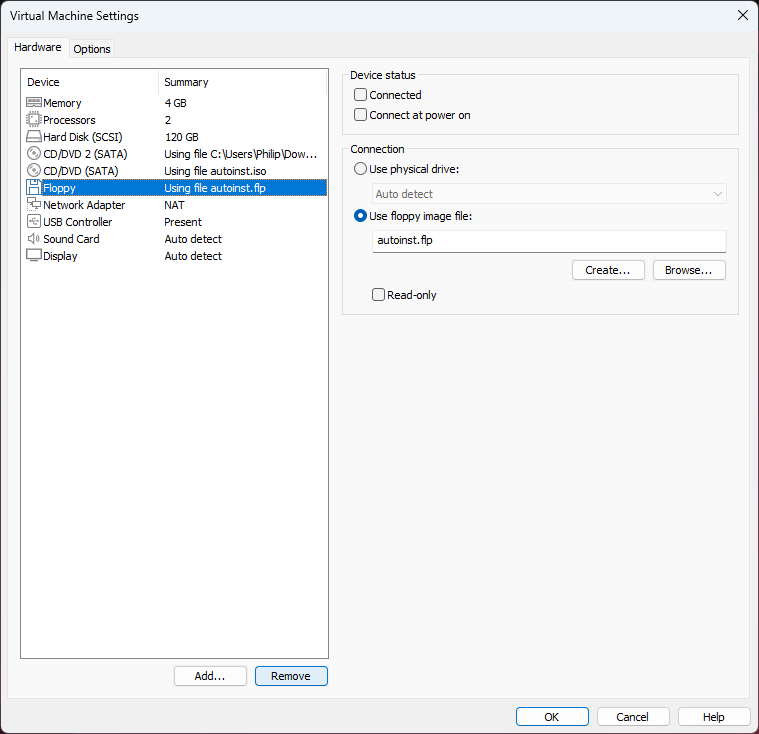 Virtual Machine Settings
Hardware Options
Device Summary
Memory 4 GB
Processors 2
Hard Disk (SCSI) 120 GB
CD/DVD 2 (SATA) Using file C:\Users\Philip\Dow...
CD/DVD (SATA) Using file autoinst.iso
Floppy Using file autoinst.flp
Network Adapter NAT
USB Controller Present
Sound Card Auto detect
Display Auto detect
Add... Remove
Device status
Connected
Connect at power on
Connection
Use physical drive:
Auto detect
Use floppy image file:
autoinst.flp
Create... Browse...
Read-only
OK Cancel Help